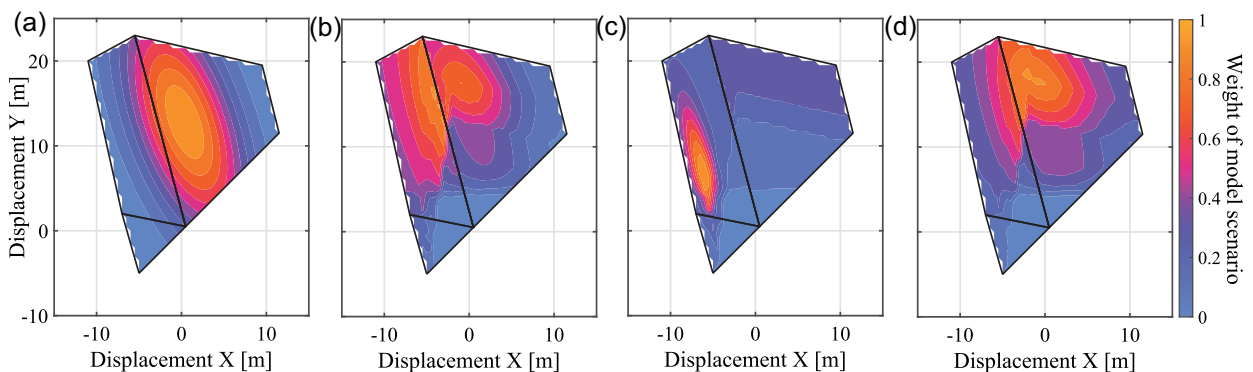 (a) (b) (c) (d)
Displacement Y [m]
20
10
0
-10
-10 0 10
-10 0 10
-10 0 10
-10 0 10
Displacement X [m]
Displacement X [m]
Displacement X [m]
Displacement X [m]
1
0.8
0.6
0.4
0.2
0
Weight of model scenario